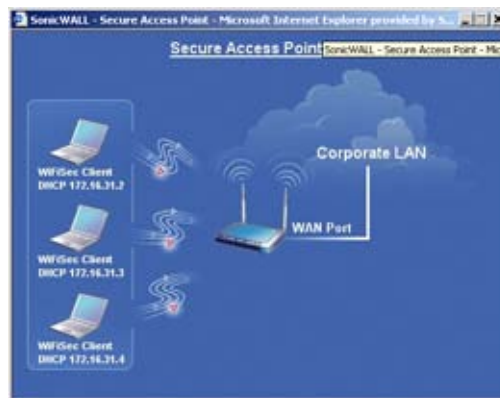 SonicWALL - Secure Access Point - Microsoft Internet Explorer provided by S...
Secure Access Point
SonicWALL - Secure Access Point - Mic
Corporate LAN
WAN Port
WiFiSec Client
DHCP 172.16.31.2
WiFiSec Client
DHCP 172.16.31.3
WiFiSec Client
DHCP 172.16.31.4